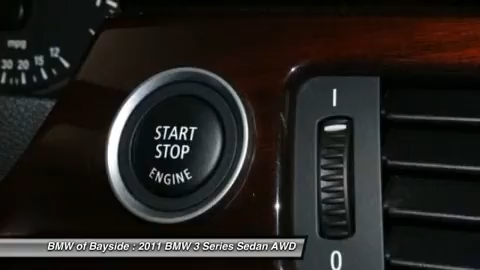 mpg
30 20 15 12
START
STOP
ENGINE
I
0
BMW of Bayside : 2011 BMW 3 Series Sedan AWD